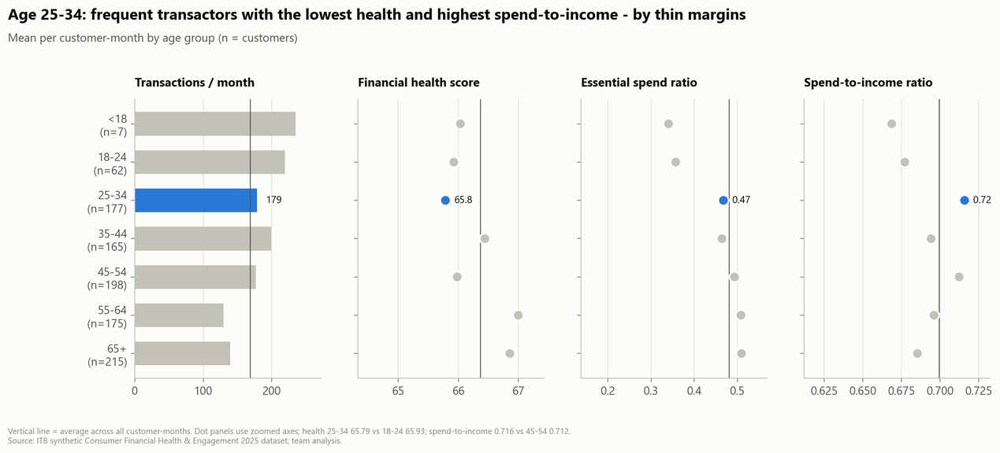 Age 25-34: frequent transactors with the lowest health and highest spend-to-income - by thin margins
Mean per customer-month by age group (n = customers)
Transactions / month
Financial health score
Essential spend ratio
Spend-to-income ratio
<18
(n=7)
18-24
(n=62)
25-34
(n=177)
179
65.8
0.47
0.72
35-44
(n=165)
45-54
(n=198)
55-64
(n=175)
65+
(n=215)
0 100 200
65 66 67
0.2 0.3 0.4 0.5
0.625 0.650 0.675 0.700 0.725
Vertical line = average across all customer-months. Dot panels use zoomed axes; health 25-34 65.79 vs 18-24 65.93; spend-to-income 0.716 vs 45-54 0.712.
Source: ITB synthetic Consumer Financial Health & Engagement 2025 dataset; team analysis.